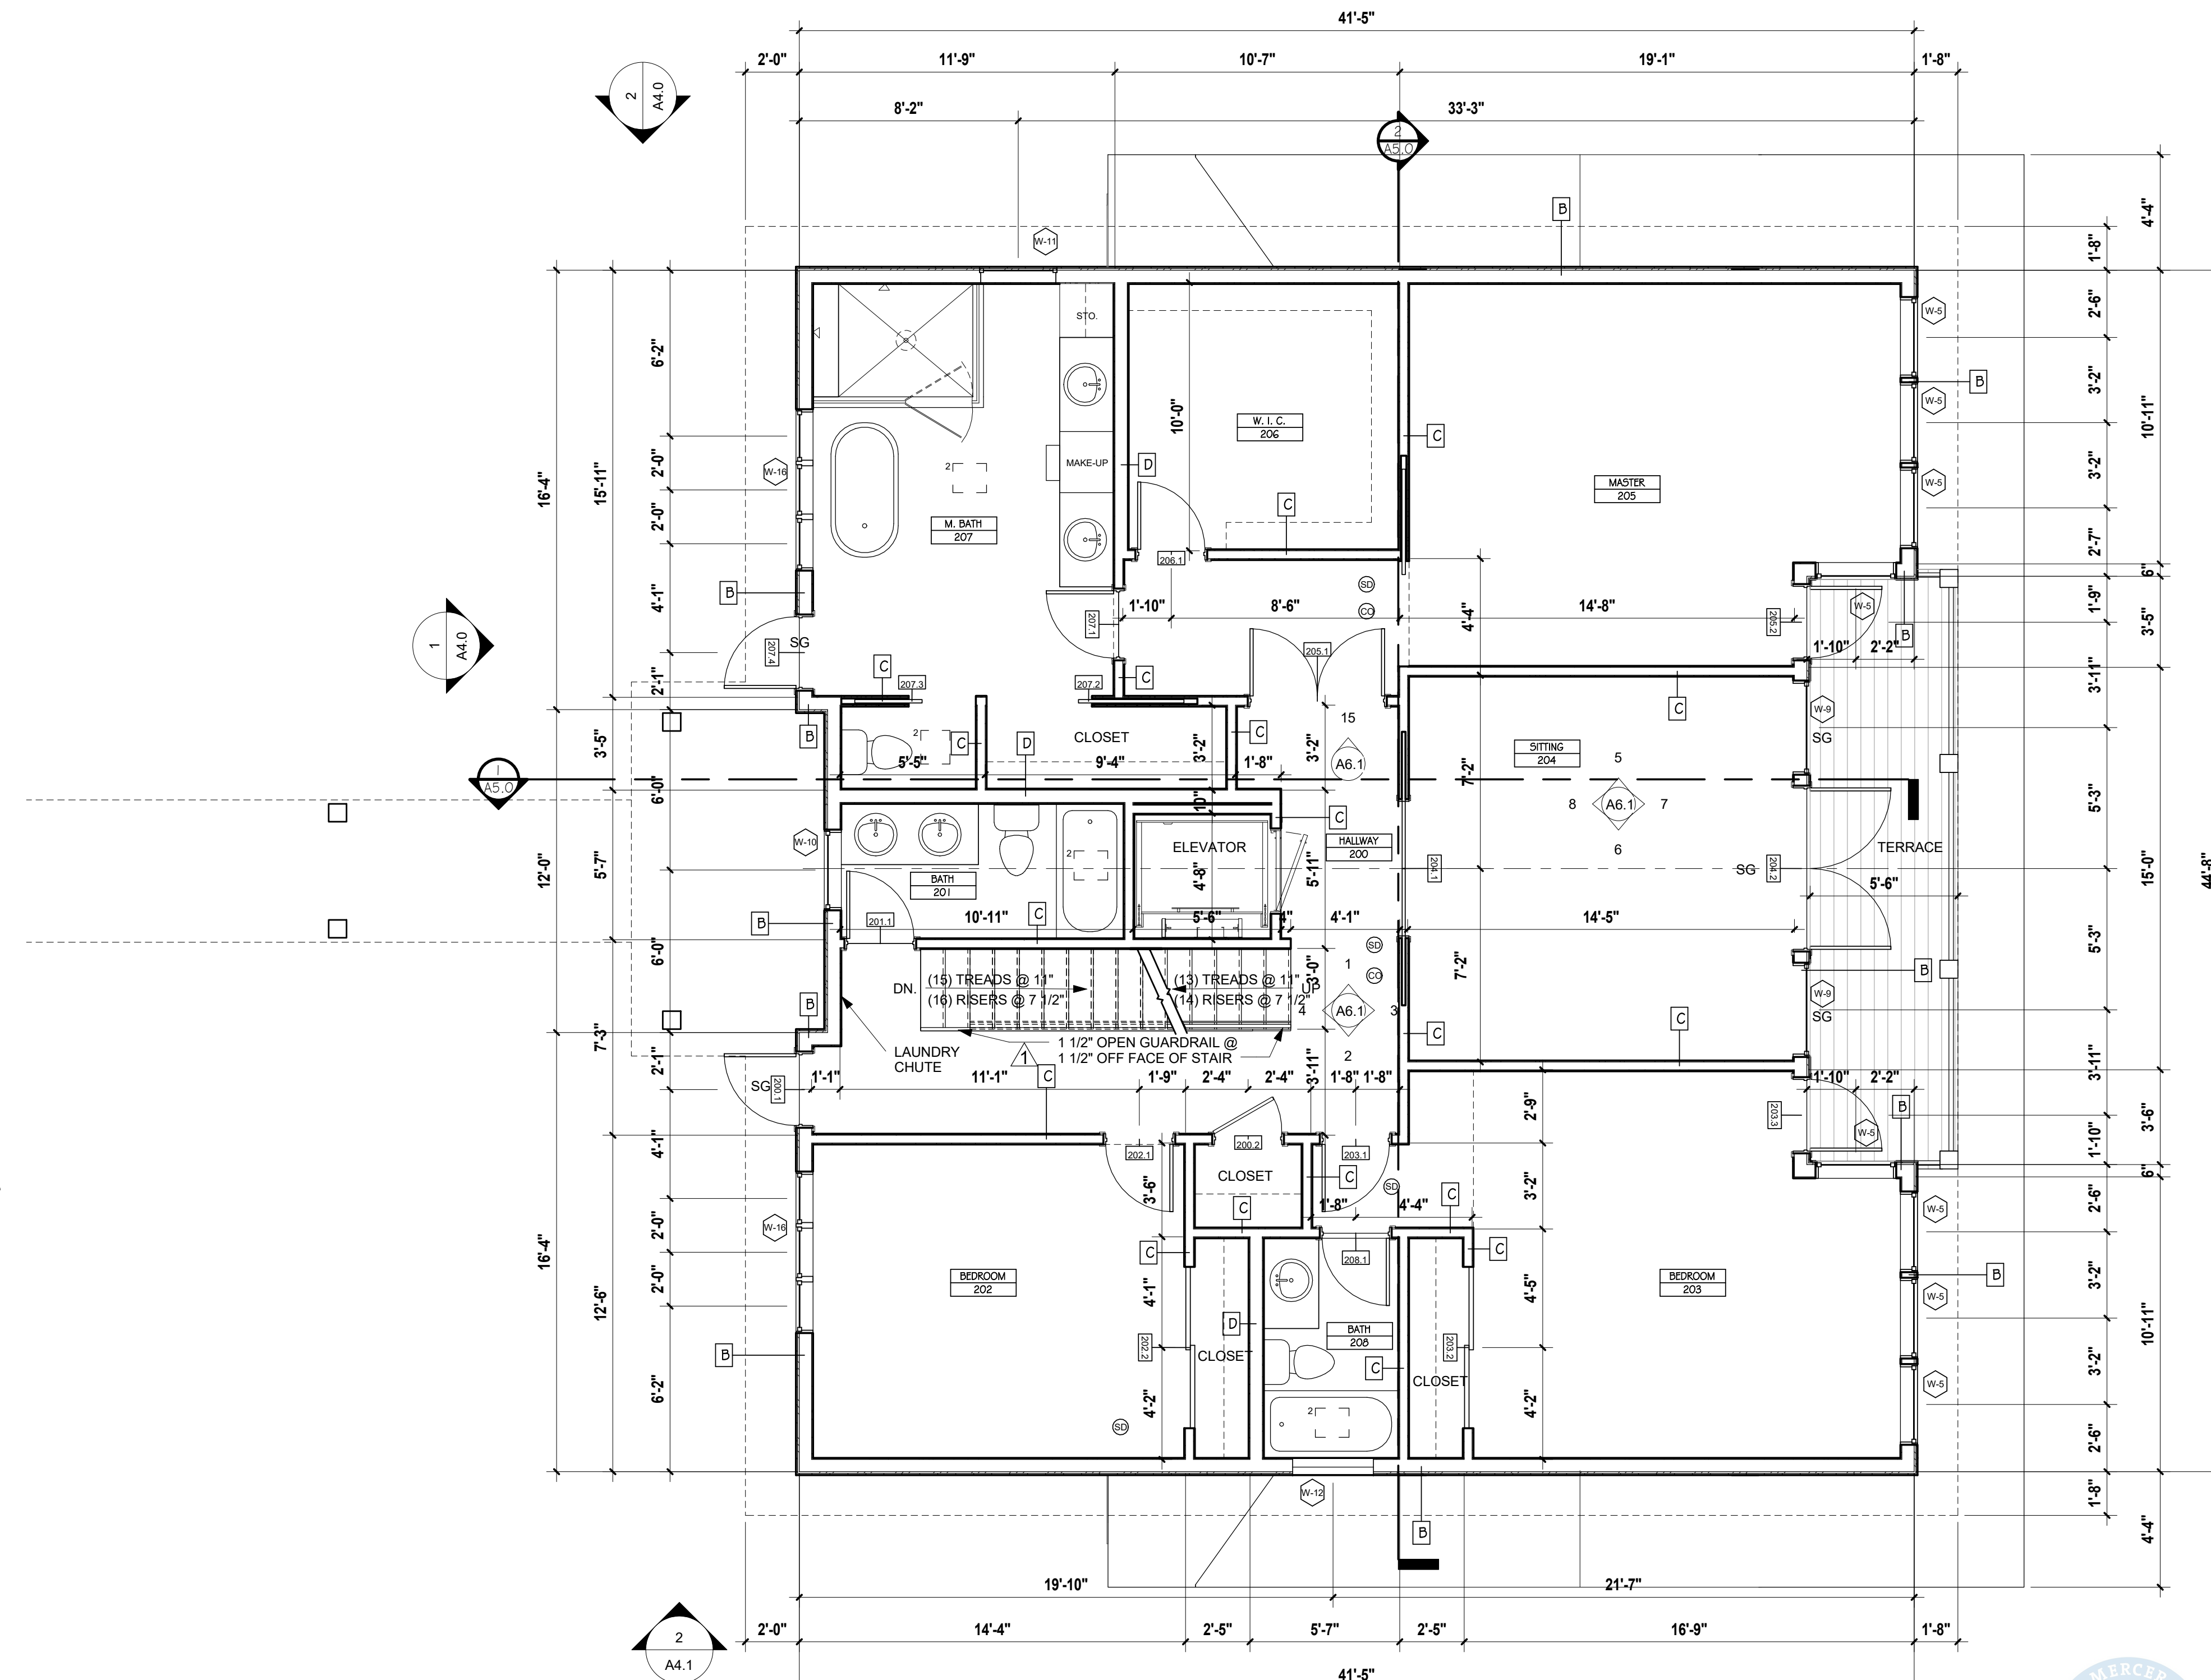 41'-5"
2'-0" 11'-9" 10'-7" 19'-1" 1'-8"
8'-2" 33'-3"
2
A4.0
2
A5.0
B
W-11
4'-4"
1'-8"
STO.
W-5
2'-6"
6'-2"
3'-2"
B
10'-0"
W. I. C.
206
W-5
C
10'-11"
16'-4"
15'-11"
W-16
2'-0"
MAKE-UP
D
2
MASTER
205
W-5
3'-2"
C
2'-0"
M. BATH
207
2'-7"
206.1
6"
B
4'-1"
SD
CO
1'-10" 8'-6" 14'-8"
4'-4"
207.1
205.2
W-5
1'-9"
3'-5"
B
1
A4.0
SG
207.4
205.1
1'-10" 2'-2"
C
C
2'-1"
207.3
207.2
3'-11"
C
W-9
SG
B
3'-5"
2
C
D
CLOSET
3'-2"
C
3'-2"
15
A6.1
7'-2"
SITTING
204
5
8
A6.1
7
6
5'-5" 9'-4" 1'-8"
1
A5.0
6'-0"
10"
5'-3"
W-10
C
ELEVATOR
HALLWAY
200
TERRACE
12'-0"
5'-7"
2
4'-8"
5'-11"
204.1
SG
204.2
15'-0"
44'-8"
BATH
201
5'-6"
B
201.1
10'-11"
C
5'-6" 4" 4'-1" 14'-5"
6'-0"
SD
CO
5'-3"
DN.
(15) TREADS @ 11"
(16) RISERS @ 7 1/2"
(13) TREADS @ 11"
(14) RISERS @ 7 1/2"
UP
3'-0"
1
4
A6.1
3
2
7'-2"
B
B
W-9
SG
C
C
7'-3"
LAUNDRY
CHUTE
1
1 1/2" OPEN GUARDRAIL @
1 1/2" OFF FACE OF STAIR
3'-11"
2'-1"
3'-11"
SG
200.1
1'-1" 11'-1"
C
1'-9" 2'-4" 2'-4" 1'-8" 1'-8"
1'-10" 2'-2"
2'-9"
203.3
B
W-5
3'-6"
1'-10"
4'-1"
202.1
200.2
203.1
CLOSET
C
SD
3'-2"
6"
3'-6"
C
1'-8" 4'-4"
C
W-16
2'-0"
W-5
2'-6"
16'-4"
12'-6"
2'-0"
C
208.1
C
BEDROOM
202
BEDROOM
203
B
3'-2"
W-5
4'-1"
4'-5"
D
BATH
208
202.2
203.2
10'-11"
B
CLOSET
C
CLOSET
3'-2"
W-5
6'-2"
4'-2"
2
4'-2"
SD
2'-6"
W-12
B
1'-8"
4'-4"
19'-10" 21'-7"
2'-0" 14'-4" 2'-5" 5'-7" 2'-5" 16'-9" 1'-8"
2
A4.1
41'-5"
MERCER